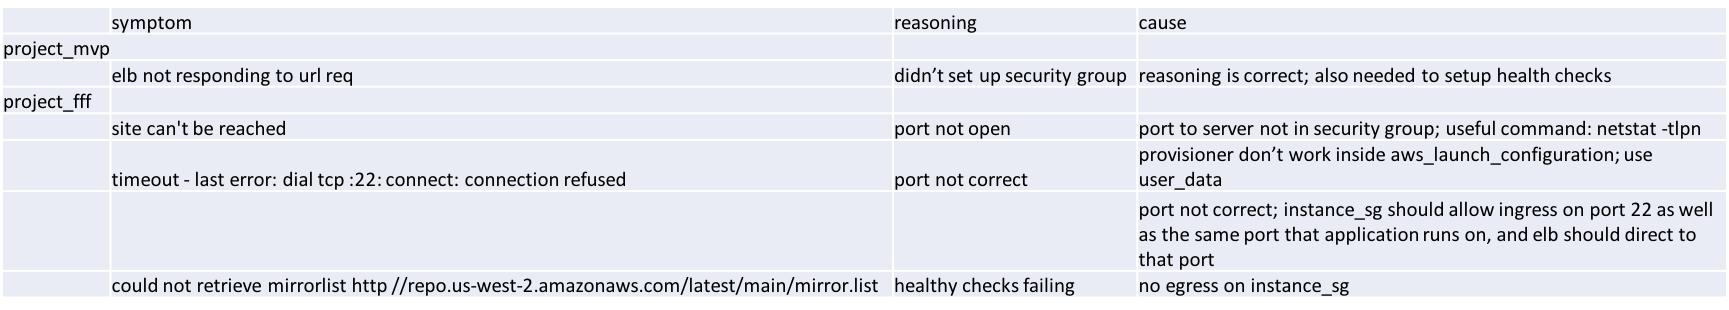 symptom reasoning cause
project_mvp
elb not responding to url req didn’t set up security group reasoning is correct; also needed to setup health checks
project_fff
site can't be reached port not open port to server not in security group; useful command: netstat -tlpn
timeout - last error: dial tcp :22: connect: connection refused port not correct provisioner don’t work inside aws_launch_configuration; use
user_data
port not correct; instance_sg should allow ingress on port 22 as well
as the same port that application runs on, and elb should direct to
that port
could not retrieve mirrorlist http //repo.us-west-2.amazonaws.com/latest/main/mirror.list healthy checks failing no egress on instance_sg